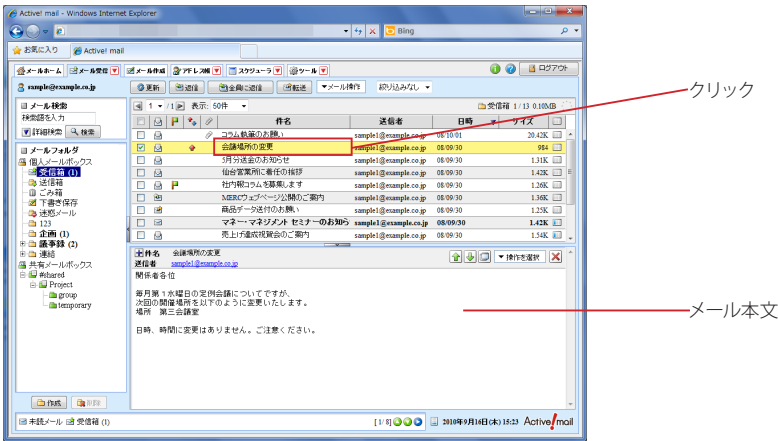 Active! mail - Windows Internet Explorer
Bing
お気に入り Active! mail
メールホーム メール受信 メール作成 アドレス帳 スケジューラ ツール ログアウト
sample@example.co.jp 更新 返信 全員に返信 転送 ▼メール操作 絞り込みなし
メール検索
検索語を入力
詳細検索 検索
メールフォルダ
個人メールボックス
受信箱 (1)
送信箱
ごみ箱
下書き保存
迷惑メール
123
企画 (1)
議事録 (2)
連絡
共有メールボックス
#shared
Project
group
temporary
作成 削除
1 /1 表示: 50件 受信箱 1 / 13 0.10MB
件名 送信者 日時 サイズ
コラム執筆のお願い sample1@example.co.jp 08/10/01 20.42K
会議場所の変更 sample1@example.co.jp 08/09/30 984
5月分送金のお知らせ sample1@example.co.jp 08/09/30 1.31K
仙台営業所に着任の挨拶 sample1@example.co.jp 08/09/30 1.42K
社内報コラムを募集します sample1@example.co.jp 08/09/30 1.26K
MERCウェブページ公開のご案内 sample1@example.co.jp 08/09/30 1.36K
商品データ送付のお願い sample1@example.co.jp 08/09/30 1.25K
マネー・マネジメント セミナーのお知ら sample1@example.co.jp 08/09/30 1.42K
売上げ達成祝賀会のご案内 sample1@example.co.jp 08/09/30 1.54K
件名 会議場所の変更
送信者 sample1@example.co.jp
▼操作を選択
関係者各位
毎月第1水曜日の定例会議についてですが、
次回の開催場所を以下のように変更いたします。
場所 第三会議室
日時、時間に変更はありません。ご注意ください。
未読メール 受信箱 (1) [1/8] 2010年9月16日(木) 15:23 Active! mail
クリック
メール本文